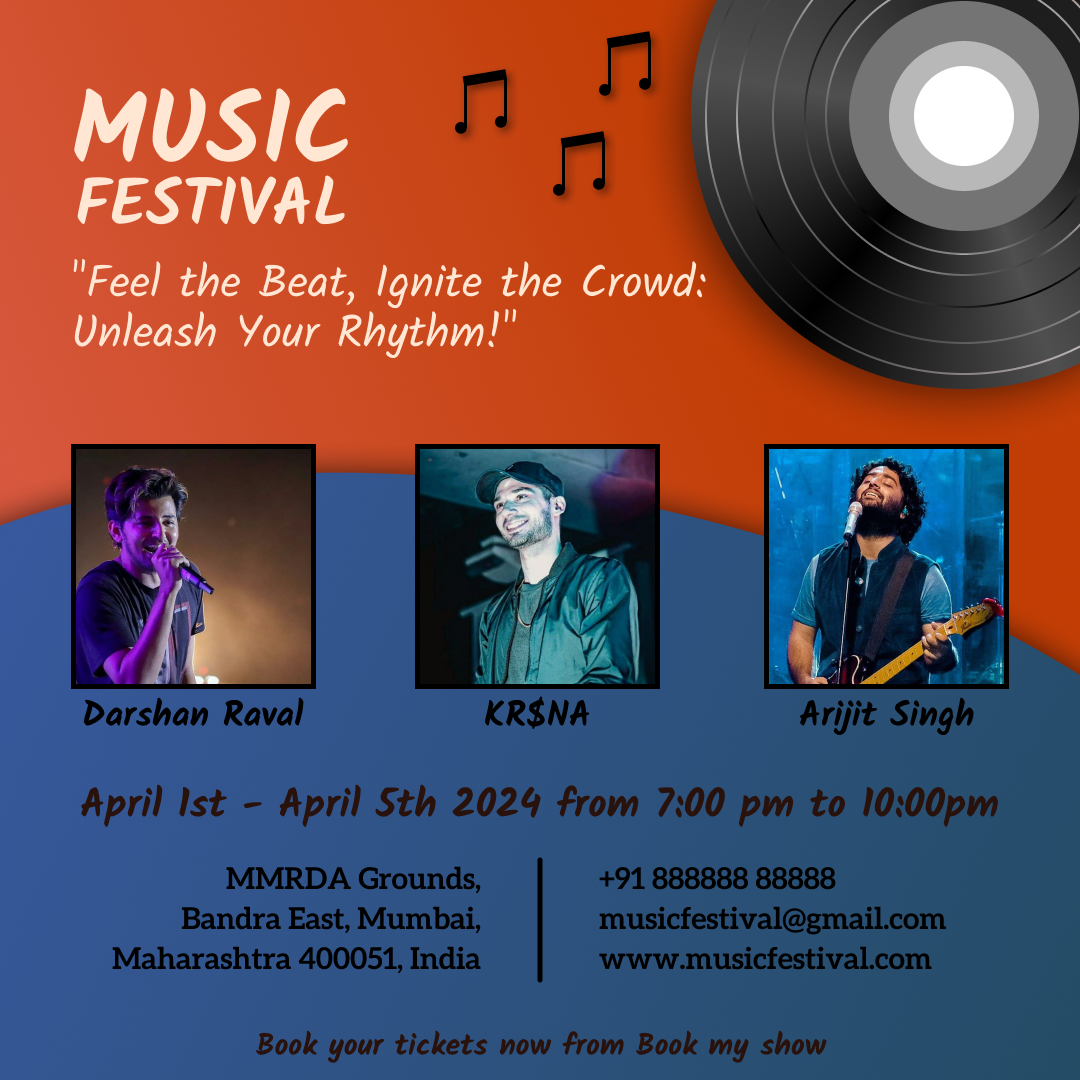 MUSIC
FESTIVAL
"Feel the Beat, Ignite the Crowd:
Unleash Your Rhythm!"
Darshan Raval
KR$NA
Arijit Singh
April 1st - April 5th 2024 from 7:00 pm to 10:00pm
MMRDA Grounds,
Bandra East, Mumbai,
Maharashtra 400051, India
+91 888888 88888
musicfestival@gmail.com
www.musicfestival.com
Book your tickets now from Book my show